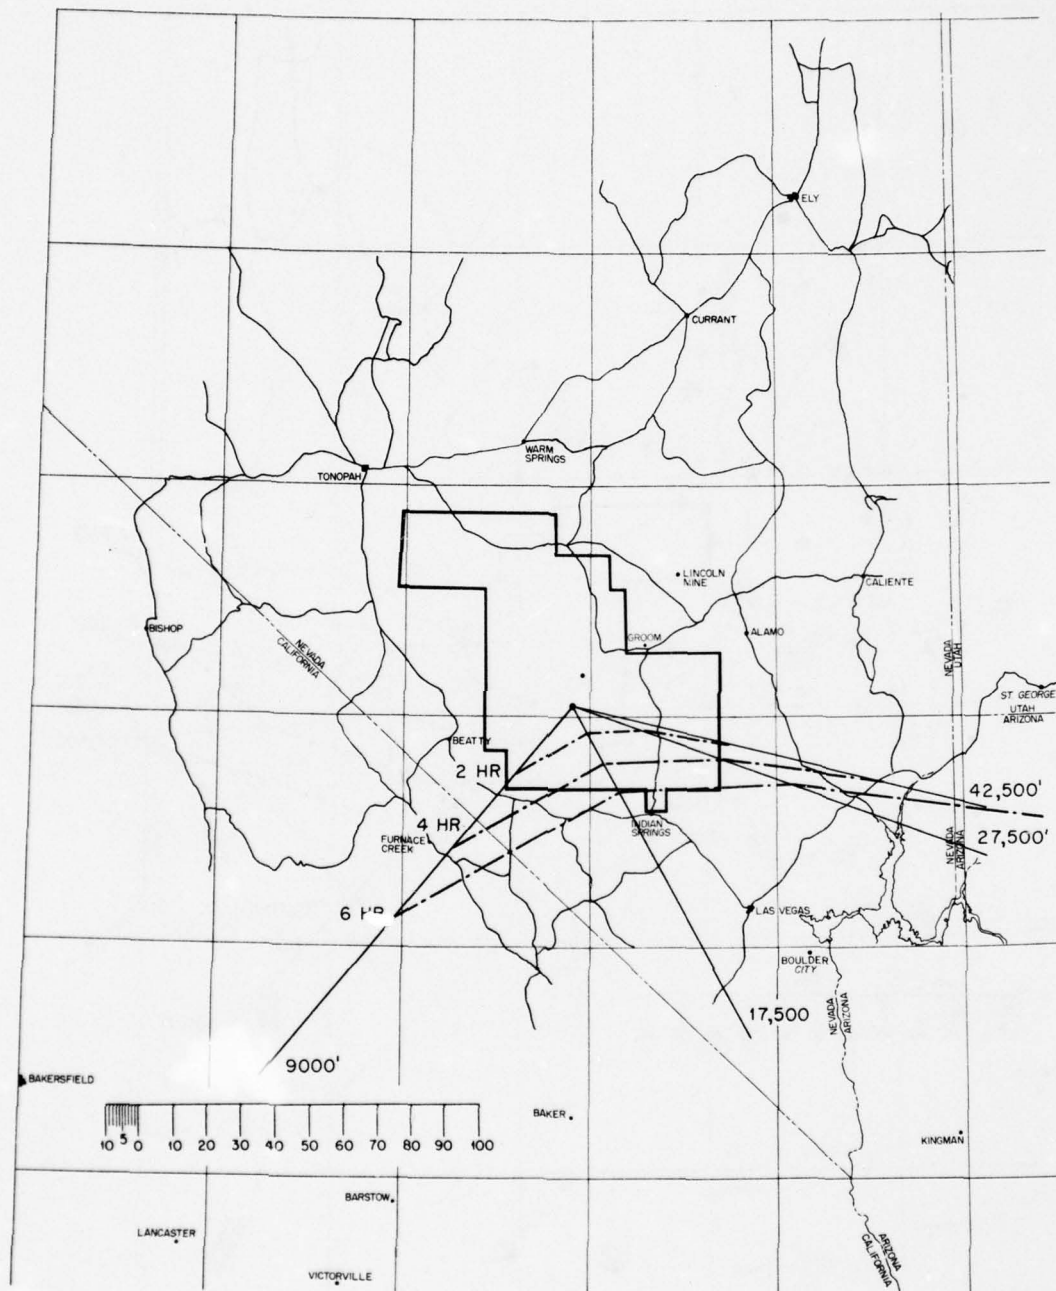 ELY
CURRANT
WARM
SPRINGS
TONOPAH
LINCOLN
NINE
CALIENTE
BISHOP
GROOM
ALAMO
NEVADA
CALIFORNIA
NEVADA
UTAH
ST GEORGE
UTAH
ARIZONA
BEATTY
2 HR
42,500'
4 HR
INDIAN
SPRINGS
27,500'
FURNACE
CREEK
NEVADA
ARIZONA
6 HR
LAS VEGAS
BOULDER
CITY
17,500
NEVADA
ARIZONA
9000'
BAKERSFIELD
10 5 0 10 20 30 40 50 60 70 80 90 100
BAKER
KINGMAN
BARSTOW
LANCASTER
ARIZONA
CALIFORNIA
VICTORVILLE